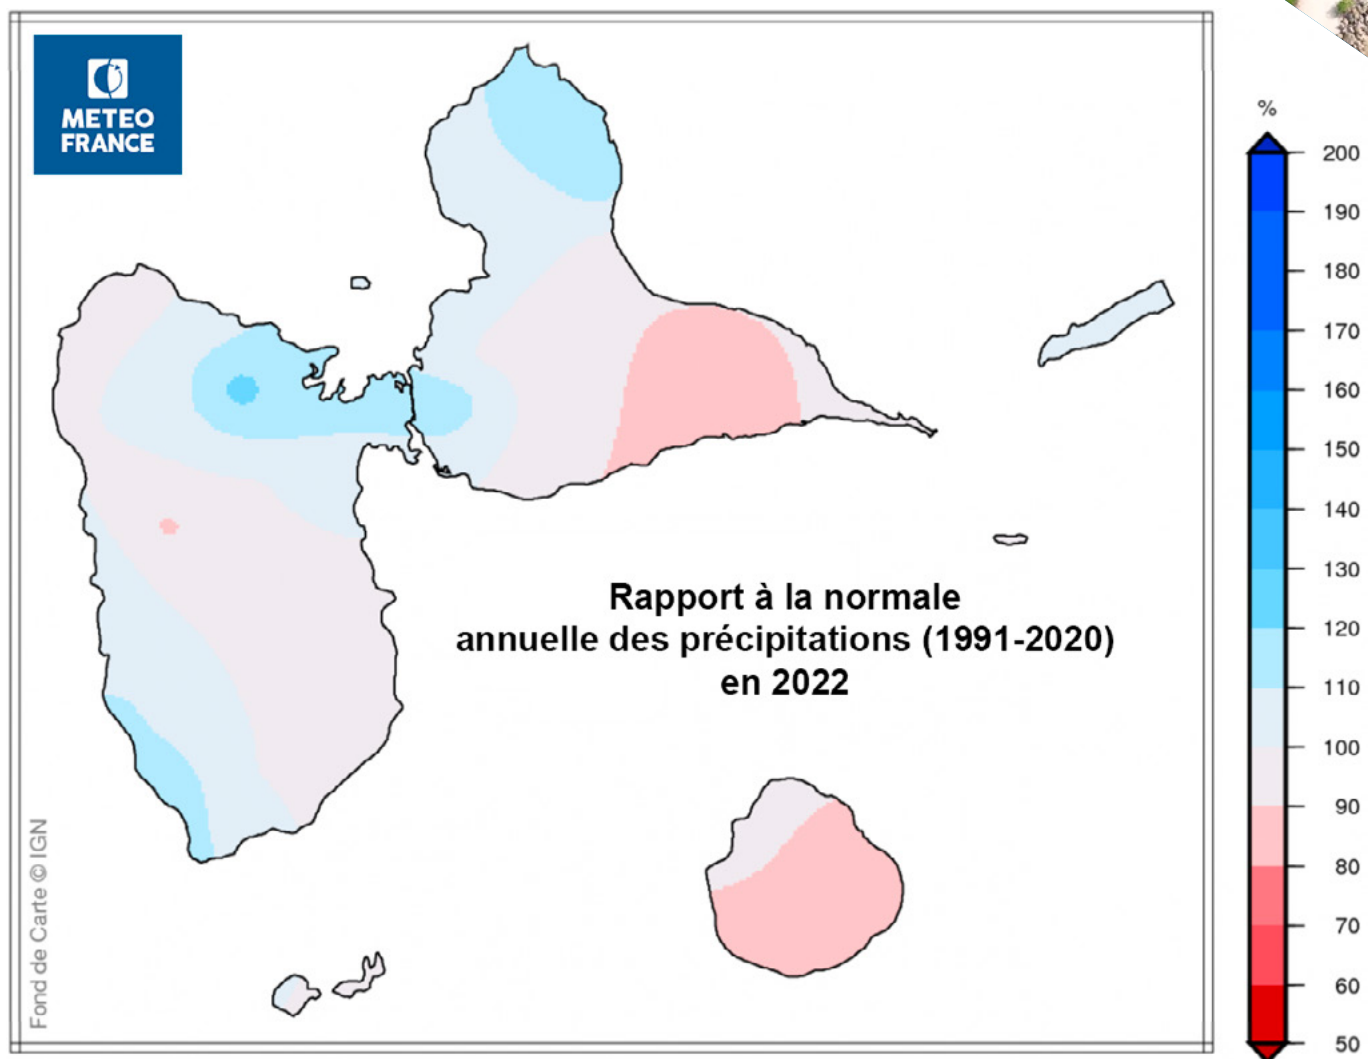 METEO
FRANCE
%
200
190
180
170
160
150
140
130
120
110
100
90
80
70
60
50
Rapport à la normale
annuelle des précipitations (1991-2020)
en 2022
Fond de Carte © IGN